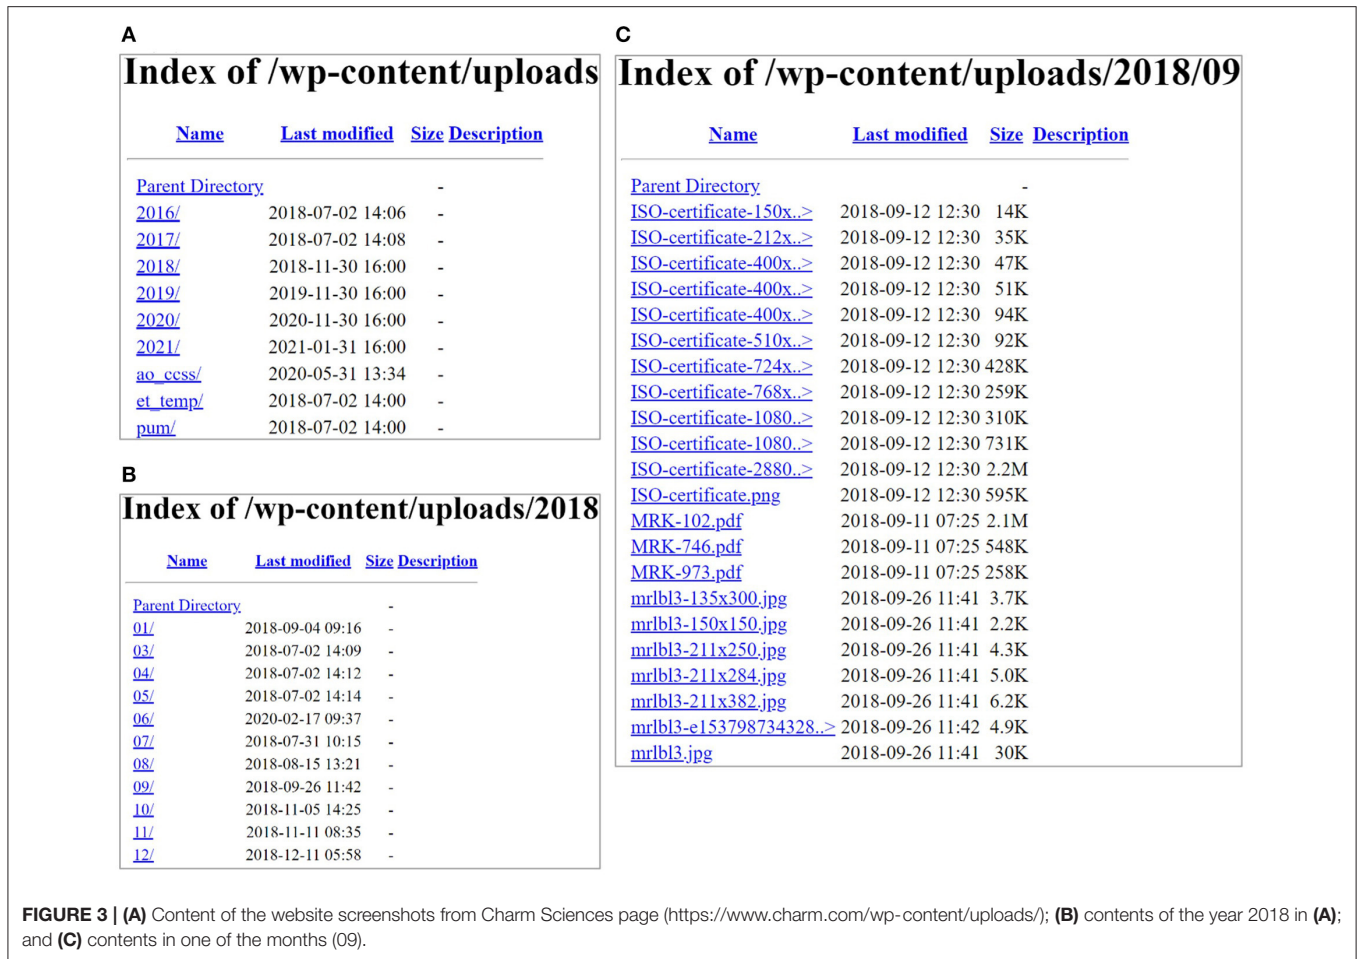 A
Index of /wp-content/uploads
Name Last modified Size Description
Parent Directory -
2016/ 2018-07-02 14:06 -
2017/ 2018-07-02 14:08 -
2018/ 2018-11-30 16:00 -
2019/ 2019-11-30 16:00 -
2020/ 2020-11-30 16:00 -
2021/ 2021-01-31 16:00 -
ao_ccss/ 2020-05-31 13:34 -
et_temp/ 2018-07-02 14:00 -
pum/ 2018-07-02 14:00 -
B
Index of /wp-content/uploads/2018
Name Last modified Size Description
Parent Directory -
01/ 2018-09-04 09:16 -
03/ 2018-07-02 14:09 -
04/ 2018-07-02 14:12 -
05/ 2018-07-02 14:14 -
06/ 2020-02-17 09:37 -
07/ 2018-07-31 10:15 -
08/ 2018-08-15 13:21 -
09/ 2018-09-26 11:42 -
10/ 2018-11-05 14:25 -
11/ 2018-11-11 08:35 -
12/ 2018-12-11 05:58 -
C
Index of /wp-content/uploads/2018/09
Name Last modified Size Description
Parent Directory -
ISO-certificate-150x..> 2018-09-12 12:30 14K
ISO-certificate-212x..> 2018-09-12 12:30 35K
ISO-certificate-400x..> 2018-09-12 12:30 47K
ISO-certificate-400x..> 2018-09-12 12:30 51K
ISO-certificate-400x..> 2018-09-12 12:30 94K
ISO-certificate-510x..> 2018-09-12 12:30 92K
ISO-certificate-724x..> 2018-09-12 12:30 428K
ISO-certificate-768x..> 2018-09-12 12:30 259K
ISO-certificate-1080..> 2018-09-12 12:30 310K
ISO-certificate-1080..> 2018-09-12 12:30 731K
ISO-certificate-2880..> 2018-09-12 12:30 2.2M
ISO-certificate.png 2018-09-12 12:30 595K
MRK-102.pdf 2018-09-11 07:25 2.1M
MRK-746.pdf 2018-09-11 07:25 548K
MRK-973.pdf 2018-09-11 07:25 258K
mrlbl3-135x300.jpg 2018-09-26 11:41 3.7K
mrlbl3-150x150.jpg 2018-09-26 11:41 2.2K
mrlbl3-211x250.jpg 2018-09-26 11:41 4.3K
mrlbl3-211x284.jpg 2018-09-26 11:41 5.0K
mrlbl3-211x382.jpg 2018-09-26 11:41 6.2K
mrlbl3-e153798734328..> 2018-09-26 11:42 4.9K
mrlbl3.jpg 2018-09-26 11:41 30K
FIGURE 3 | (A) Content of the website screenshots from Charm Sciences page (https://www.charm.com/wp-content/uploads/); (B) contents of the year 2018 in (A);
and (C) contents in one of the months (09).